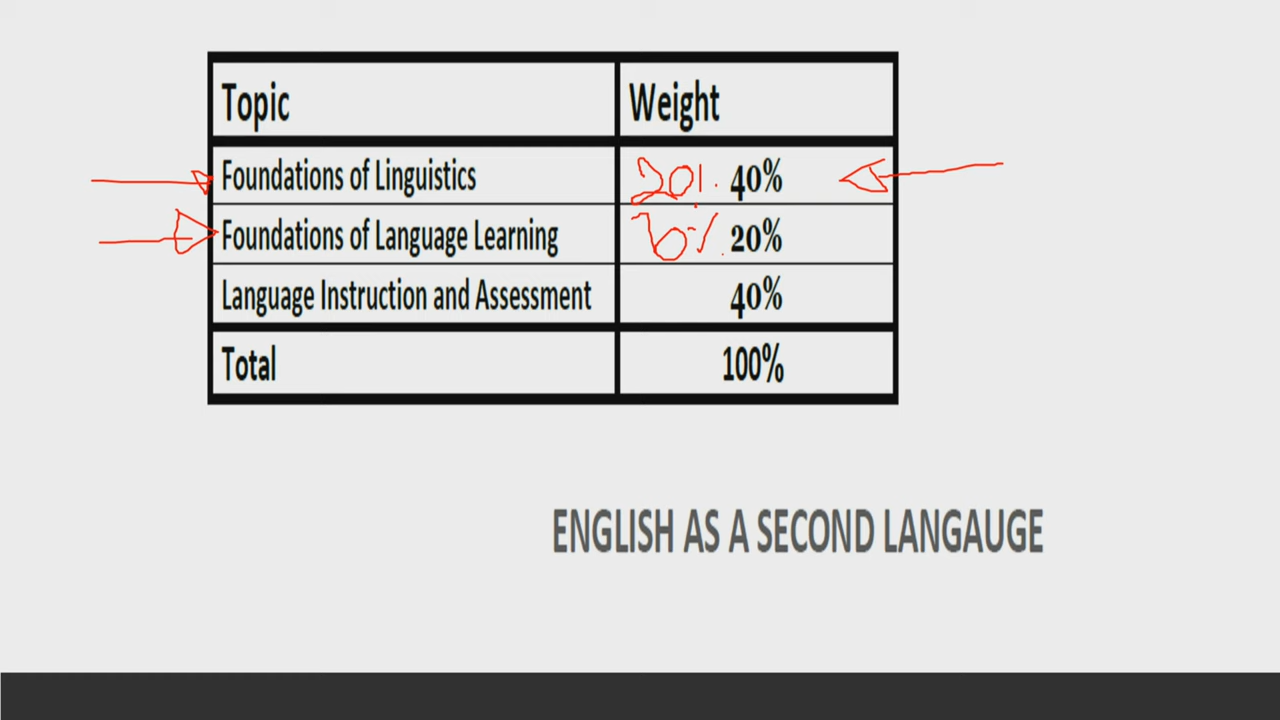 Topic Weight
Foundations of Linguistics 20%. 40%
Foundations of Language Learning 20%
Language Instruction and Assessment 40%
Total 100%
ENGLISH AS A SECOND LANGAUGE